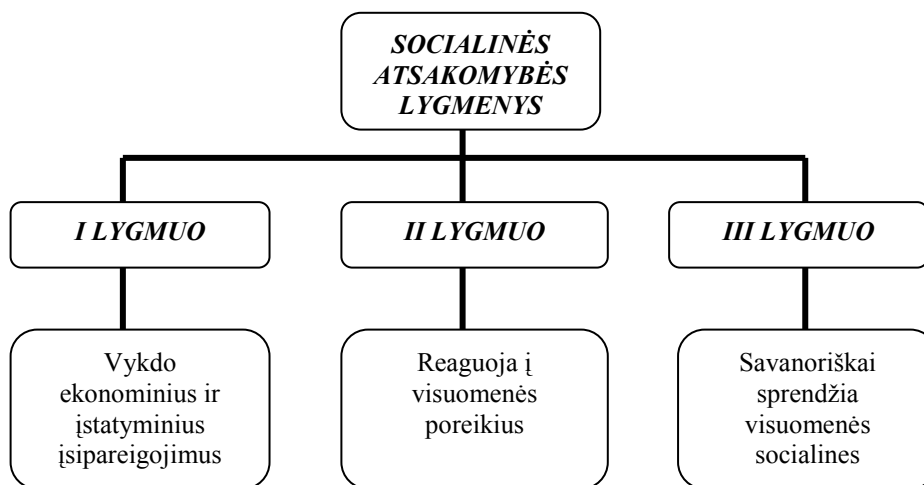 SOCIALINĖS
ATSAKOMYBĖS
LYGMENYS
I LYGMUO
II LYGMUO
III LYGMUO
Vykdo
ekonominius ir
įstatyminius
įsipareigojimus
Reaguoja į
visuomenės
poreikius
Savanoriškai
sprendžia
visuomenės
socialines